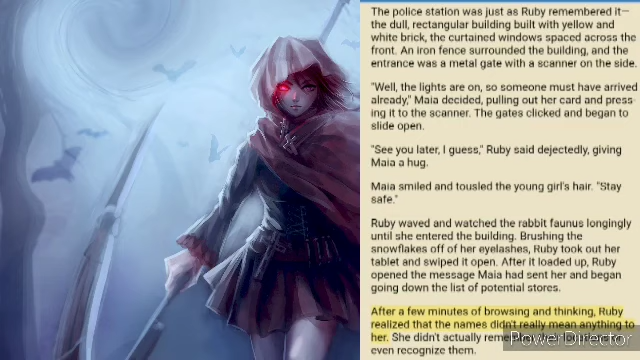 The police station was just as Ruby remembered it—
the dull, rectangular building built with yellow and
white brick, the curtained windows spaced across the
front. An iron fence surrounded the building, and the
entrance was a metal gate with a scanner on the side.
"Well, the lights are on, so someone must have arrived
already," Maia decided, pulling out her card and press-
ing it to the scanner. The gates clicked and began to
slide open.
"See you later, I guess," Ruby said dejectedly, giving
Maia a hug.
Maia smiled and tousled the young girl's hair. "Stay
safe."
Ruby waved and watched the rabbit faunus longingly
until she entered the building. Brushing the
snowflakes off of her eyelashes, Ruby took out her
tablet and swiped it open. After it loaded up, Ruby
opened the message Maia had sent her and began
going down the list of potential stores.
After a few minutes of browsing and thinking, Ruby
realized that the names didn't really mean anything to
her. She didn't actually
even recognize them.
PowerDirector